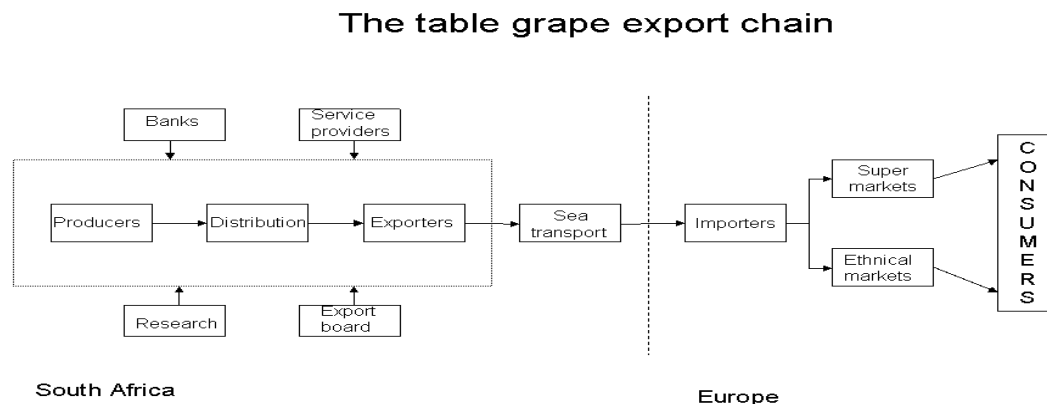 The table grape export chain
Banks
Service
providers
Producers
Distribution
Exporters
Sea
transport
Importers
Super
markets
Ethnical
markets
CONSUMERS
Research
Export
board
South Africa
Europe